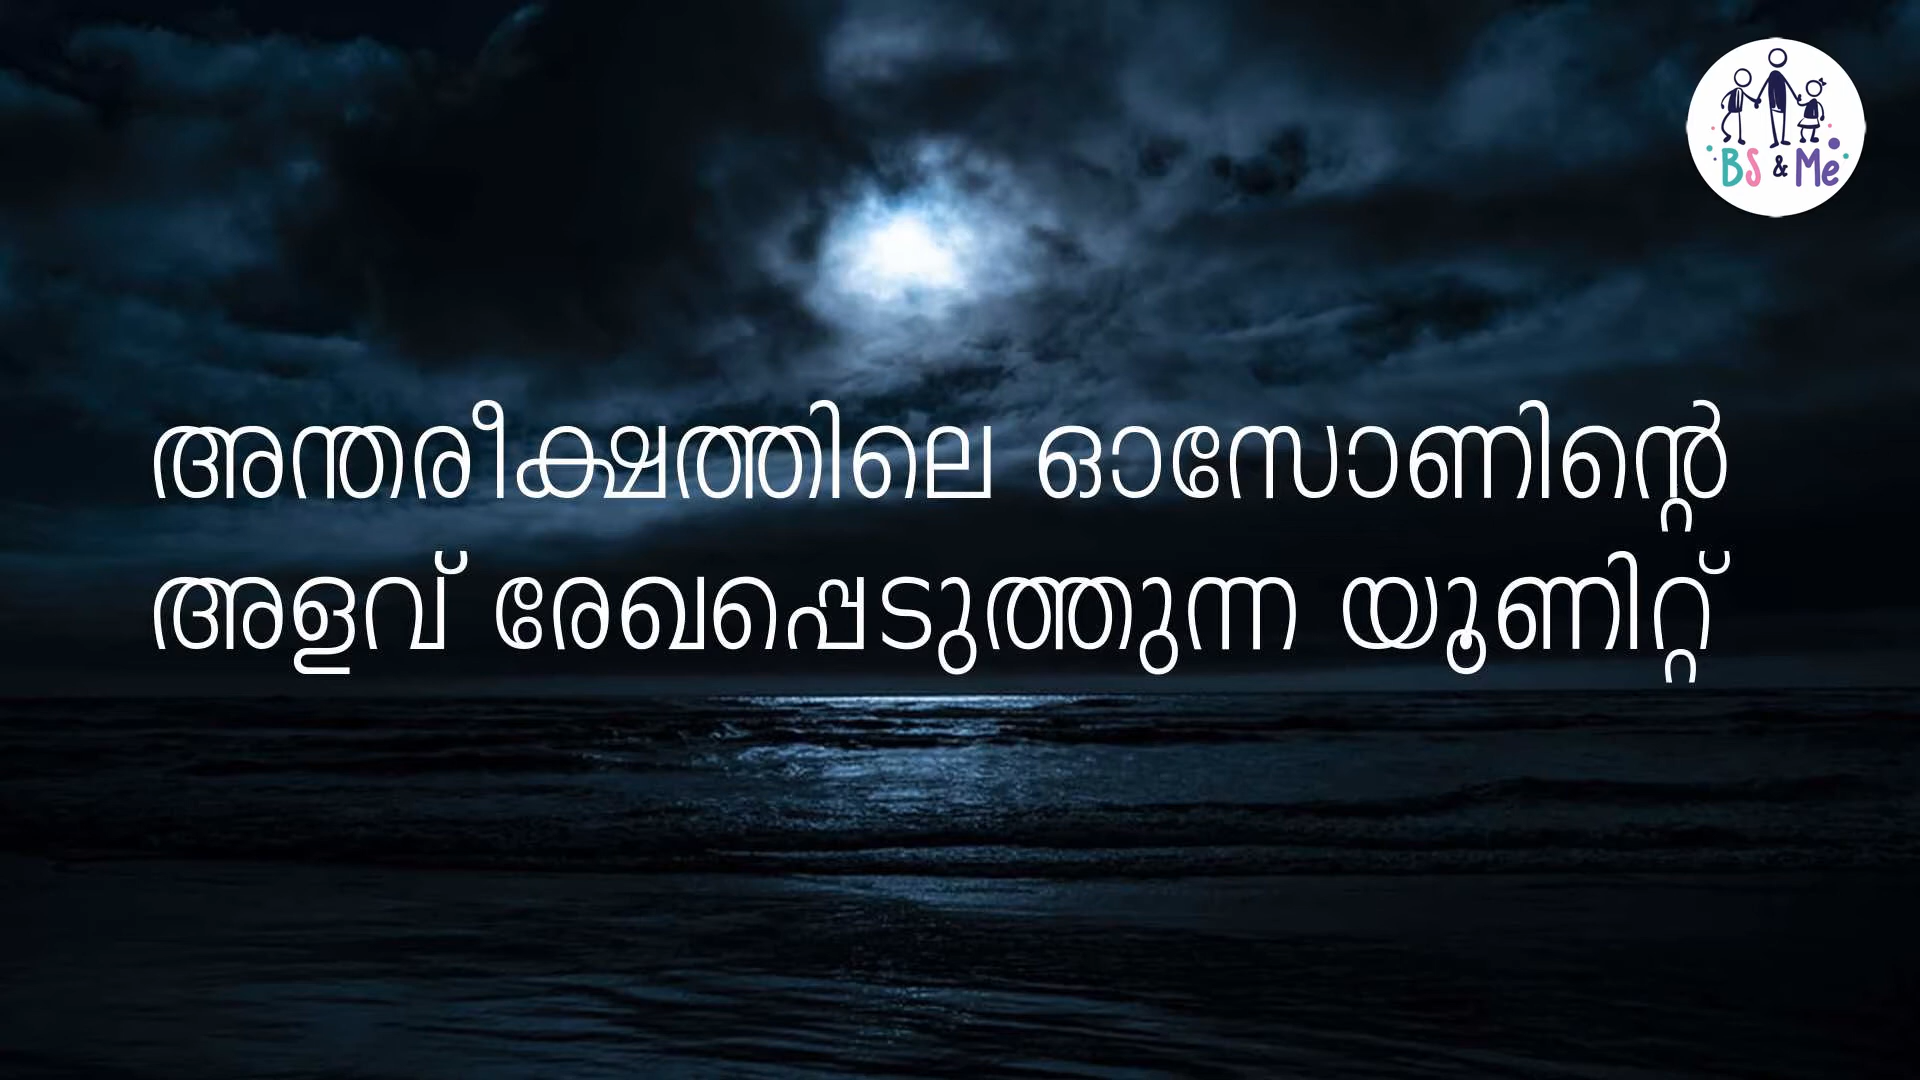 BS & Me
അന്തരീക്ഷത്തിലെ ഓസോണിന്റെ
അളവ് രേഖപ്പെടുത്തുന്ന യൂണിറ്റ്